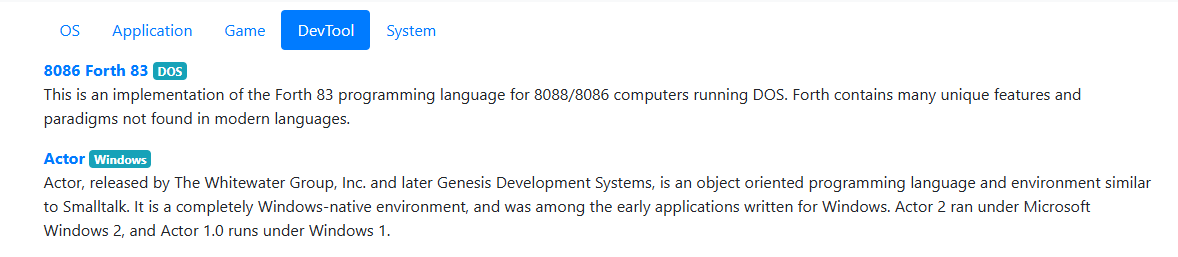 OS Application Game DevTool System
8086 Forth 83 DOS
This is an implementation of the Forth 83 programming language for 8088/8086 computers running DOS. Forth contains many unique features and
paradigms not found in modern languages.
Actor Windows
Actor, released by The Whitewater Group, Inc. and later Genesis Development Systems, is an object oriented programming language and environment similar
to Smalltalk. It is a completely Windows-native environment, and was among the early applications written for Windows. Actor 2 ran under Microsoft
Windows 2, and Actor 1.0 runs under Windows 1.